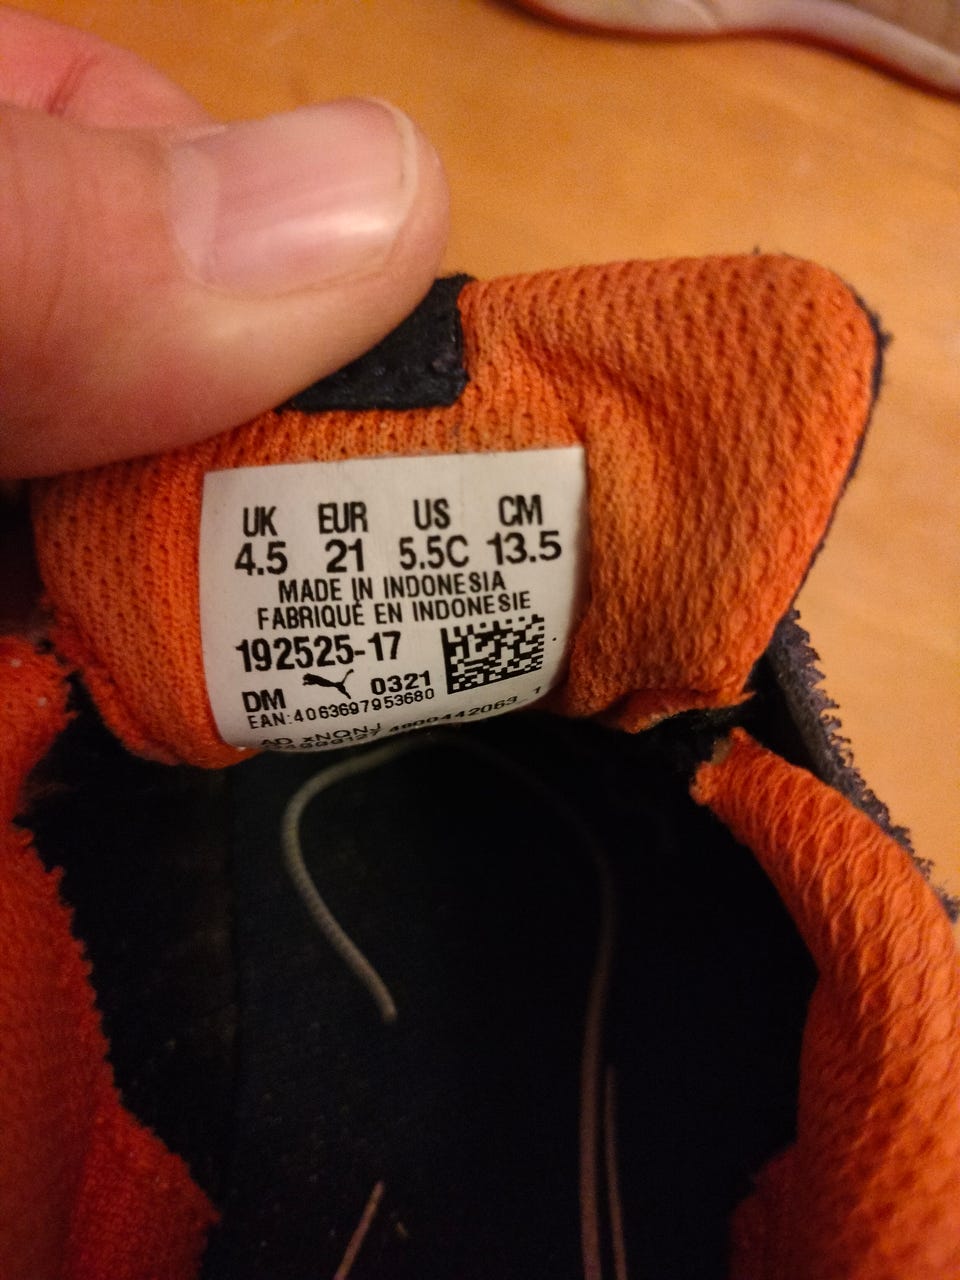 UK EUR US CM
4.5 21 5.5C 13.5
MADE IN INDONESIA
FABRIQUÉ EN INDONESIE
192525-17
DM 0321
EAN:4063697953680